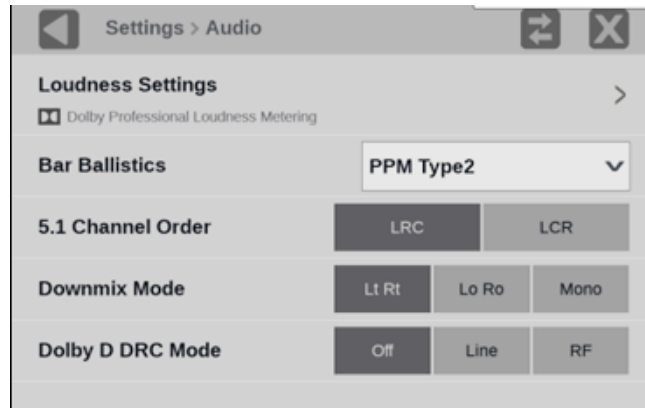 Settings > Audio
Loudness Settings
Dolby Professional Loudness Metering
Bar Ballistics PPM Type2
5.1 Channel Order LRC LCR
Downmix Mode Lt Rt Lo Ro Mono
Dolby D DRC Mode Off Line RF